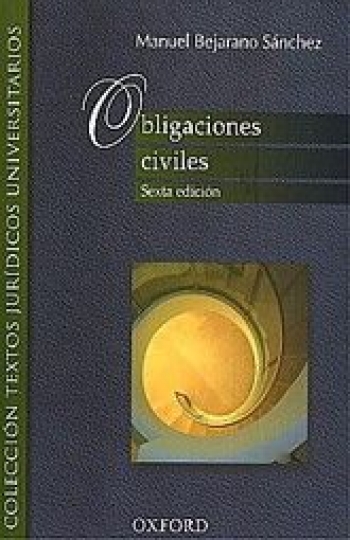 Manuel Bejarano Sánchez
Obligaciones
civiles
Sexta edición
COLECCIÓN TEXTOS JURÍDICOS UNIVERSITARIOS
OXFORD